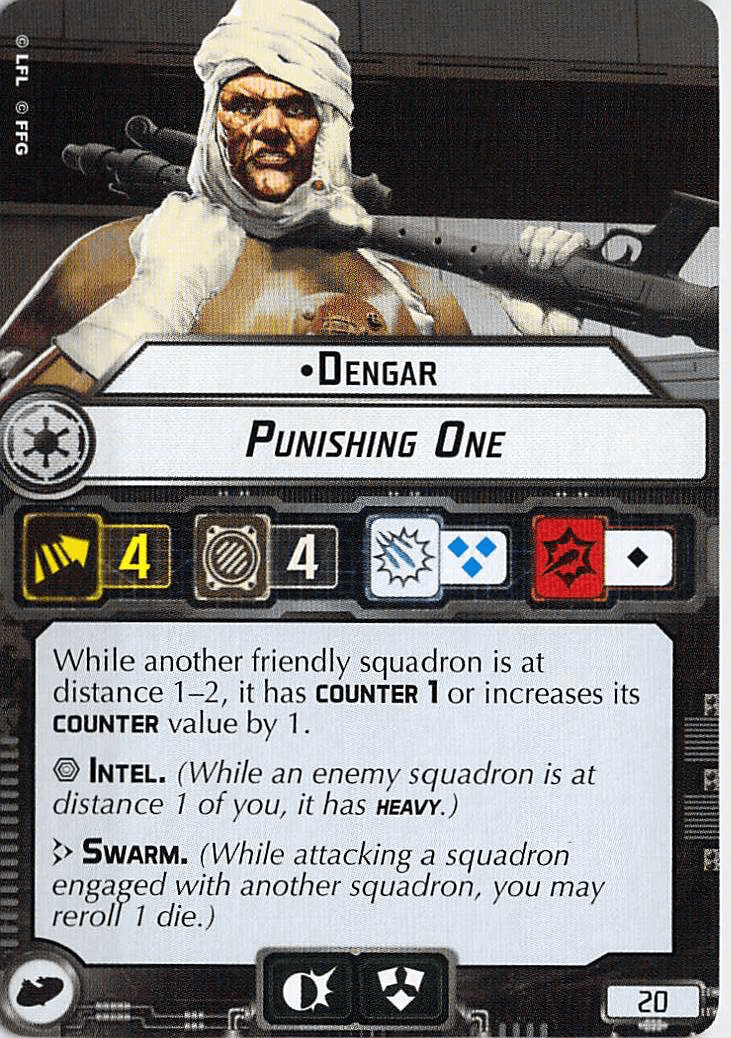 © LFL © FFG
•Dengar
Punishing One
4
4
While another friendly squadron is at
distance 1–2, it has COUNTER 1 or increases its
COUNTER value by 1.
Intel. (While an enemy squadron is at
distance 1 of you, it has HEAVY.)
Swarm. (While attacking a squadron
engaged with another squadron, you may
reroll 1 die.)
20